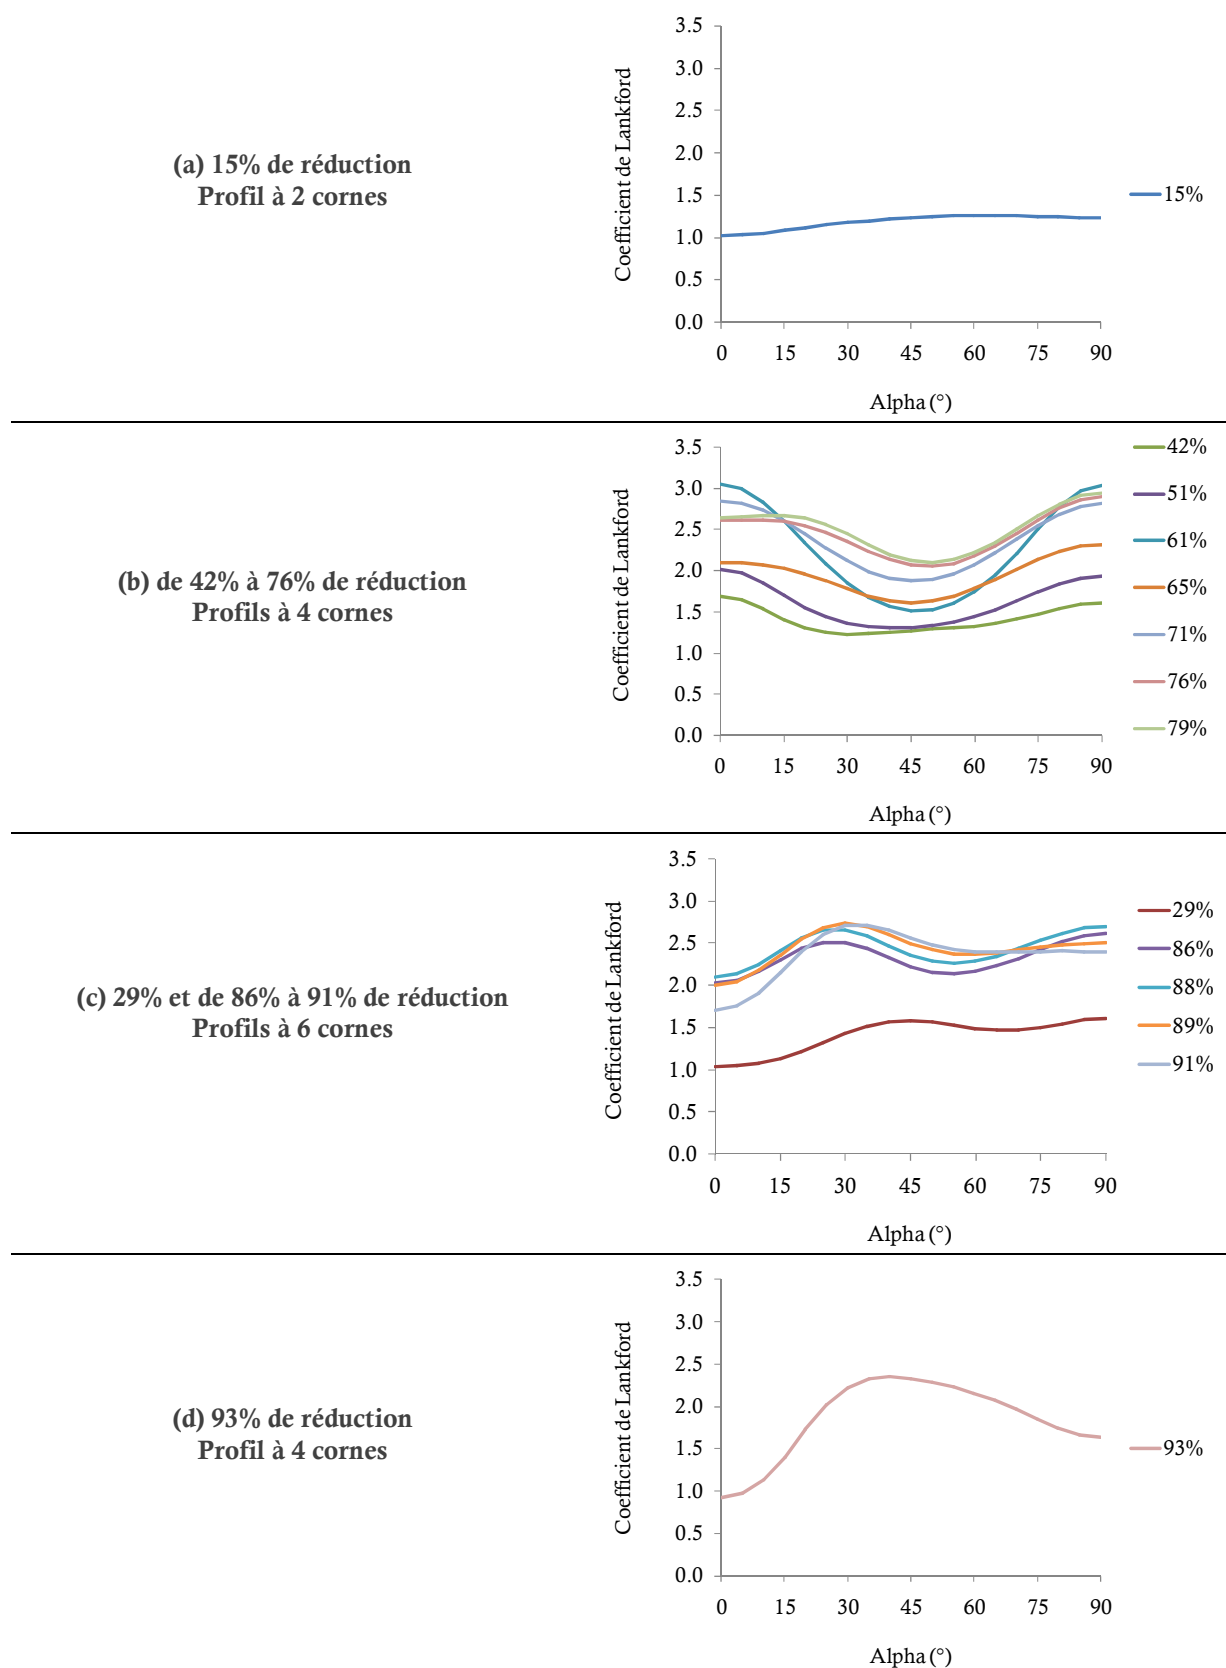 (a) 15% de réduction
Profil à 2 cornes
Coefficient de Lankford
3.5
3.0
2.5
2.0
1.5
1.0
0.5
0.0
0 15 30 45 60 75 90
Alpha (°)
15%
(b) de 42% à 76% de réduction
Profils à 4 cornes
Coefficient de Lankford
3.5
3.0
2.5
2.0
1.5
1.0
0.5
0.0
0 15 30 45 60 75 90
Alpha (°)
42%
51%
61%
65%
71%
76%
79%
(c) 29% et de 86% à 91% de réduction
Profils à 6 cornes
Coefficient de Lankford
3.5
3.0
2.5
2.0
1.5
1.0
0.5
0.0
0 15 30 45 60 75 90
Alpha (°)
29%
86%
88%
89%
91%
(d) 93% de réduction
Profil à 4 cornes
Coefficient de Lankford
3.5
3.0
2.5
2.0
1.5
1.0
0.5
0.0
0 15 30 45 60 75 90
Alpha (°)
93%